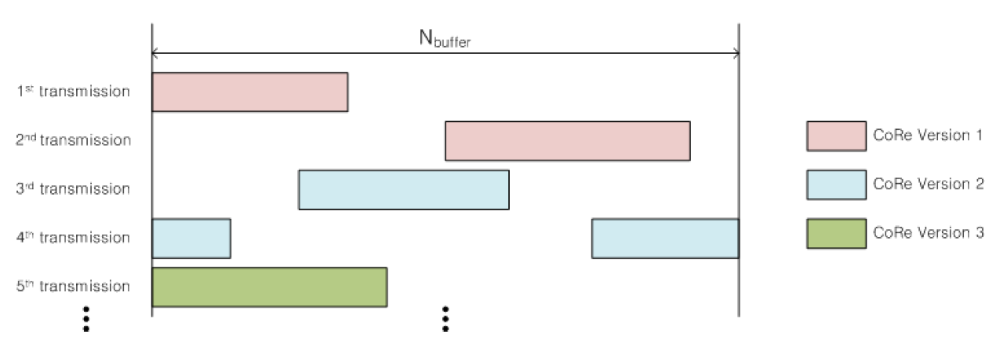 N_buffer
1st transmission
2nd transmission
3rd transmission
4th transmission
5th transmission
CoRe Version 1
CoRe Version 2
CoRe Version 3